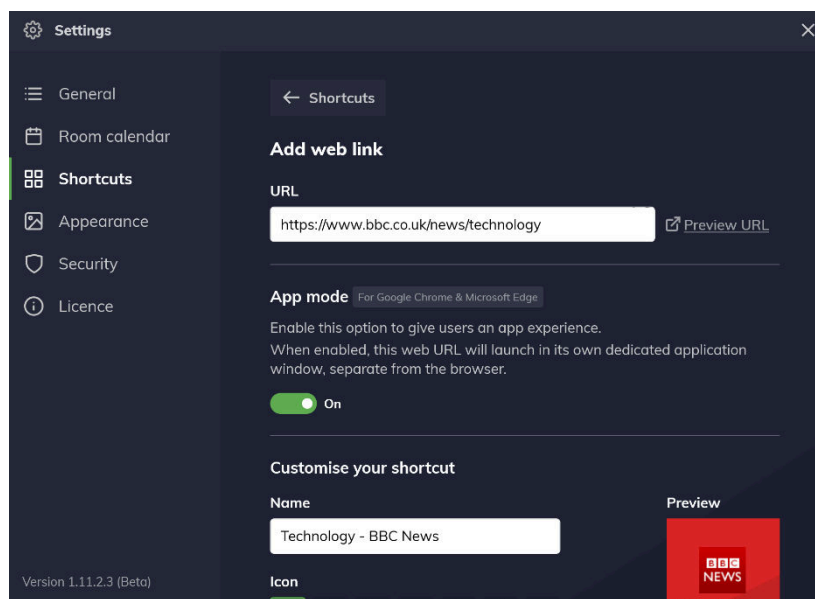 Settings
General
Room calendar
Shortcuts
Appearance
Security
Licence
Version 1.11.2.3 (Beta)
Shortcuts
Add web link
URL
https://www.bbc.co.uk/news/technology
Preview URL
App mode For Google Chrome & Microsoft Edge
Enable this option to give users an app experience.
When enabled, this web URL will launch in its own dedicated application
window, separate from the browser.
On
Customise your shortcut
Name
Technology - BBC News
Icon
Preview
BBC
NEWS